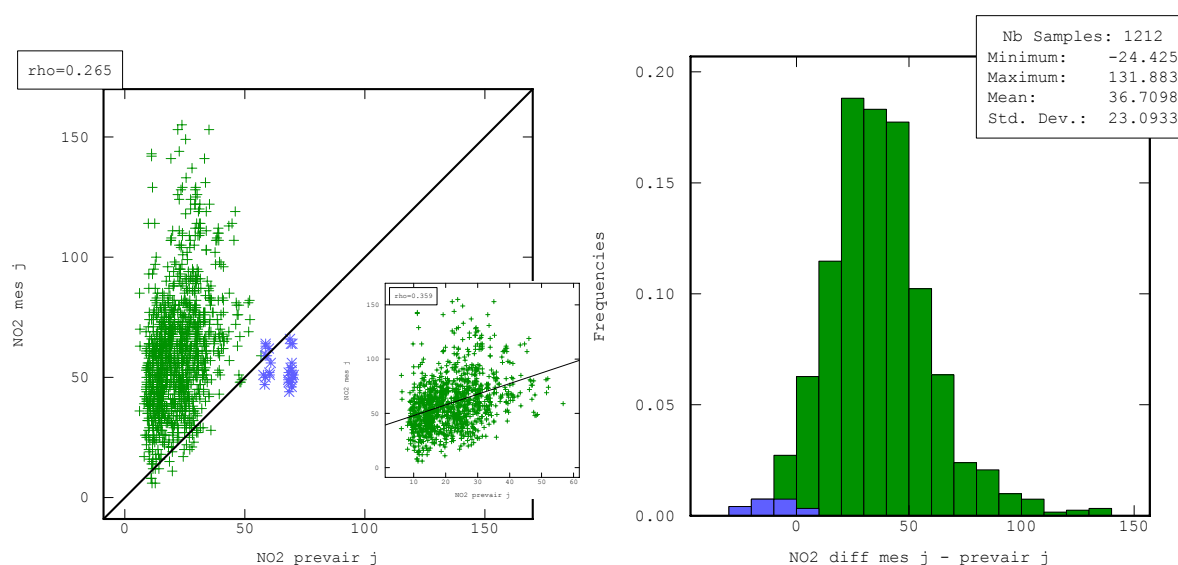 rho=0.265
150
100
50
0
NO2 mes j
0
50
100
150
NO2 prevair j
rho=0.359
150
100
50
0
NO2 mes j
10
20
30
40
50
60
NO2 prevair j
Nb Samples: 1212
Minimum: -24.425
Maximum: 131.883
Mean: 36.7098
Std. Dev.: 23.0933
0.20
0.15
0.10
0.05
0.00
Frequencies
0
50
100
150
NO2 diff mes j - prevair j